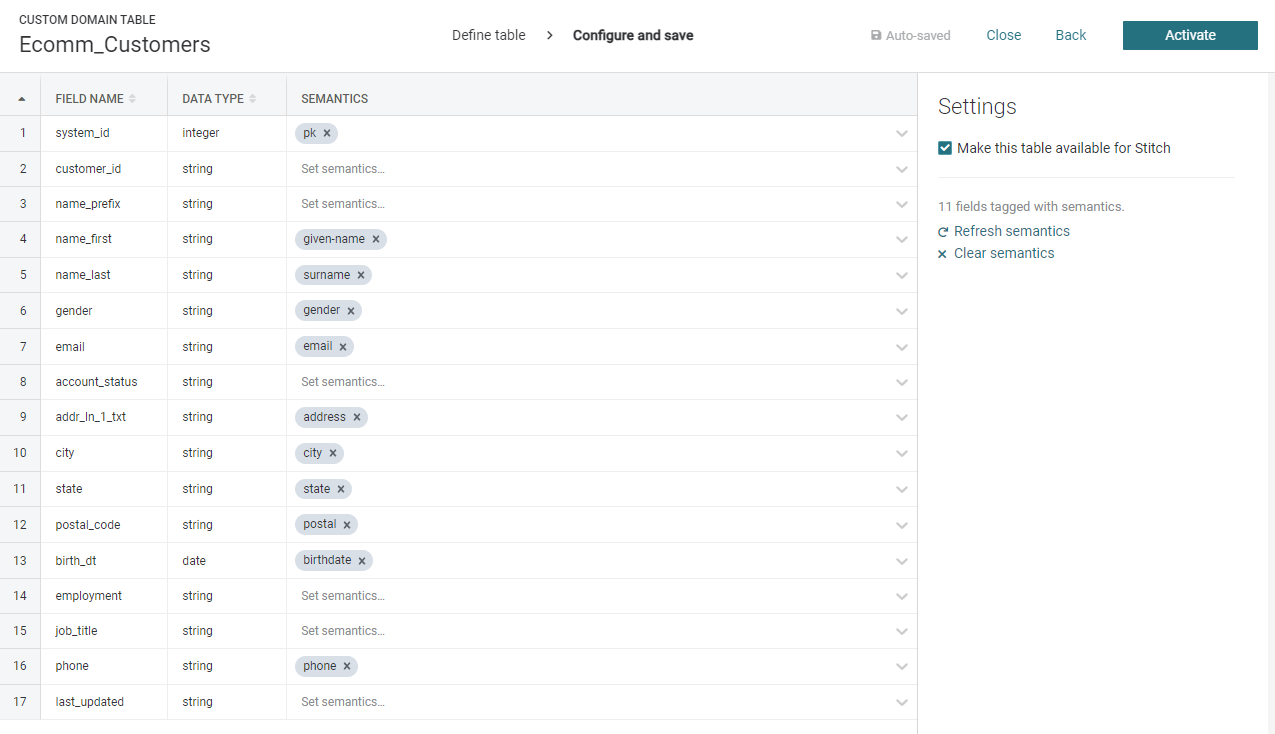 CUSTOM DOMAIN TABLE
Ecomm_Customers
Define table > Configure and save
Auto-saved Close Back Activate
FIELD NAME DATA TYPE SEMANTICS
1 system_id integer pk ×
2 customer_id string Set semantics...
3 name_prefix string Set semantics...
4 name_first string given-name ×
5 name_last string surname ×
6 gender string gender ×
7 email string email ×
8 account_status string Set semantics...
9 addr_ln_1_txt string address ×
10 city string city ×
11 state string state ×
12 postal_code string postal ×
13 birth_dt date birthdate ×
14 employment string Set semantics...
15 job_title string Set semantics...
16 phone string phone ×
17 last_updated string Set semantics...
Settings
Make this table available for Stitch
11 fields tagged with semantics.
Refresh semantics
× Clear semantics